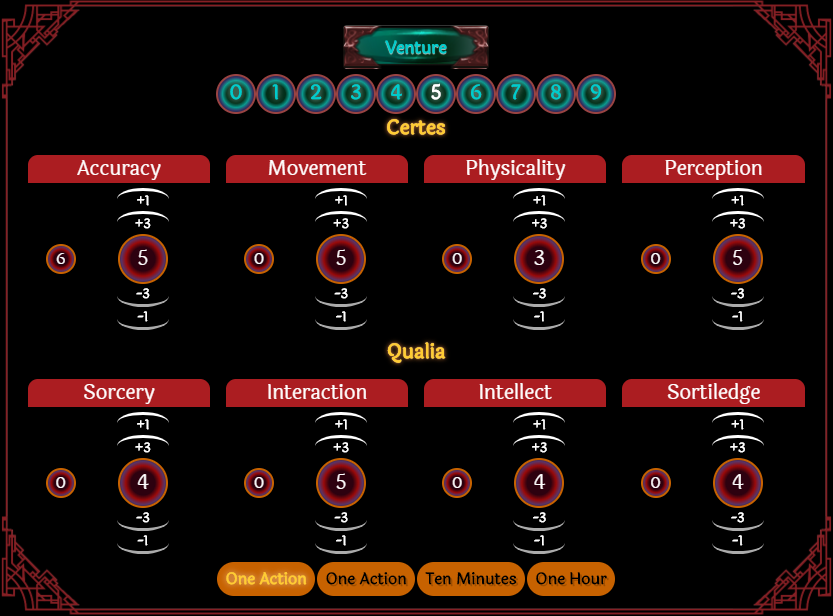 Venture
0 1 2 3 4 5 6 7 8 9
Certes
Accuracy Movement Physicality Perception
+1 +1 +1 +1
+3 +3 +3 +3
6 5 0 5 0 3 0 5
-3 -3 -3 -3
-1 -1 -1 -1
Qualia
Sorcery Interaction Intellect Sortiledge
+1 +1 +1 +1
+3 +3 +3 +3
0 4 0 5 0 4 0 4
-3 -3 -3 -3
-1 -1 -1 -1
One Action One Action Ten Minutes One Hour